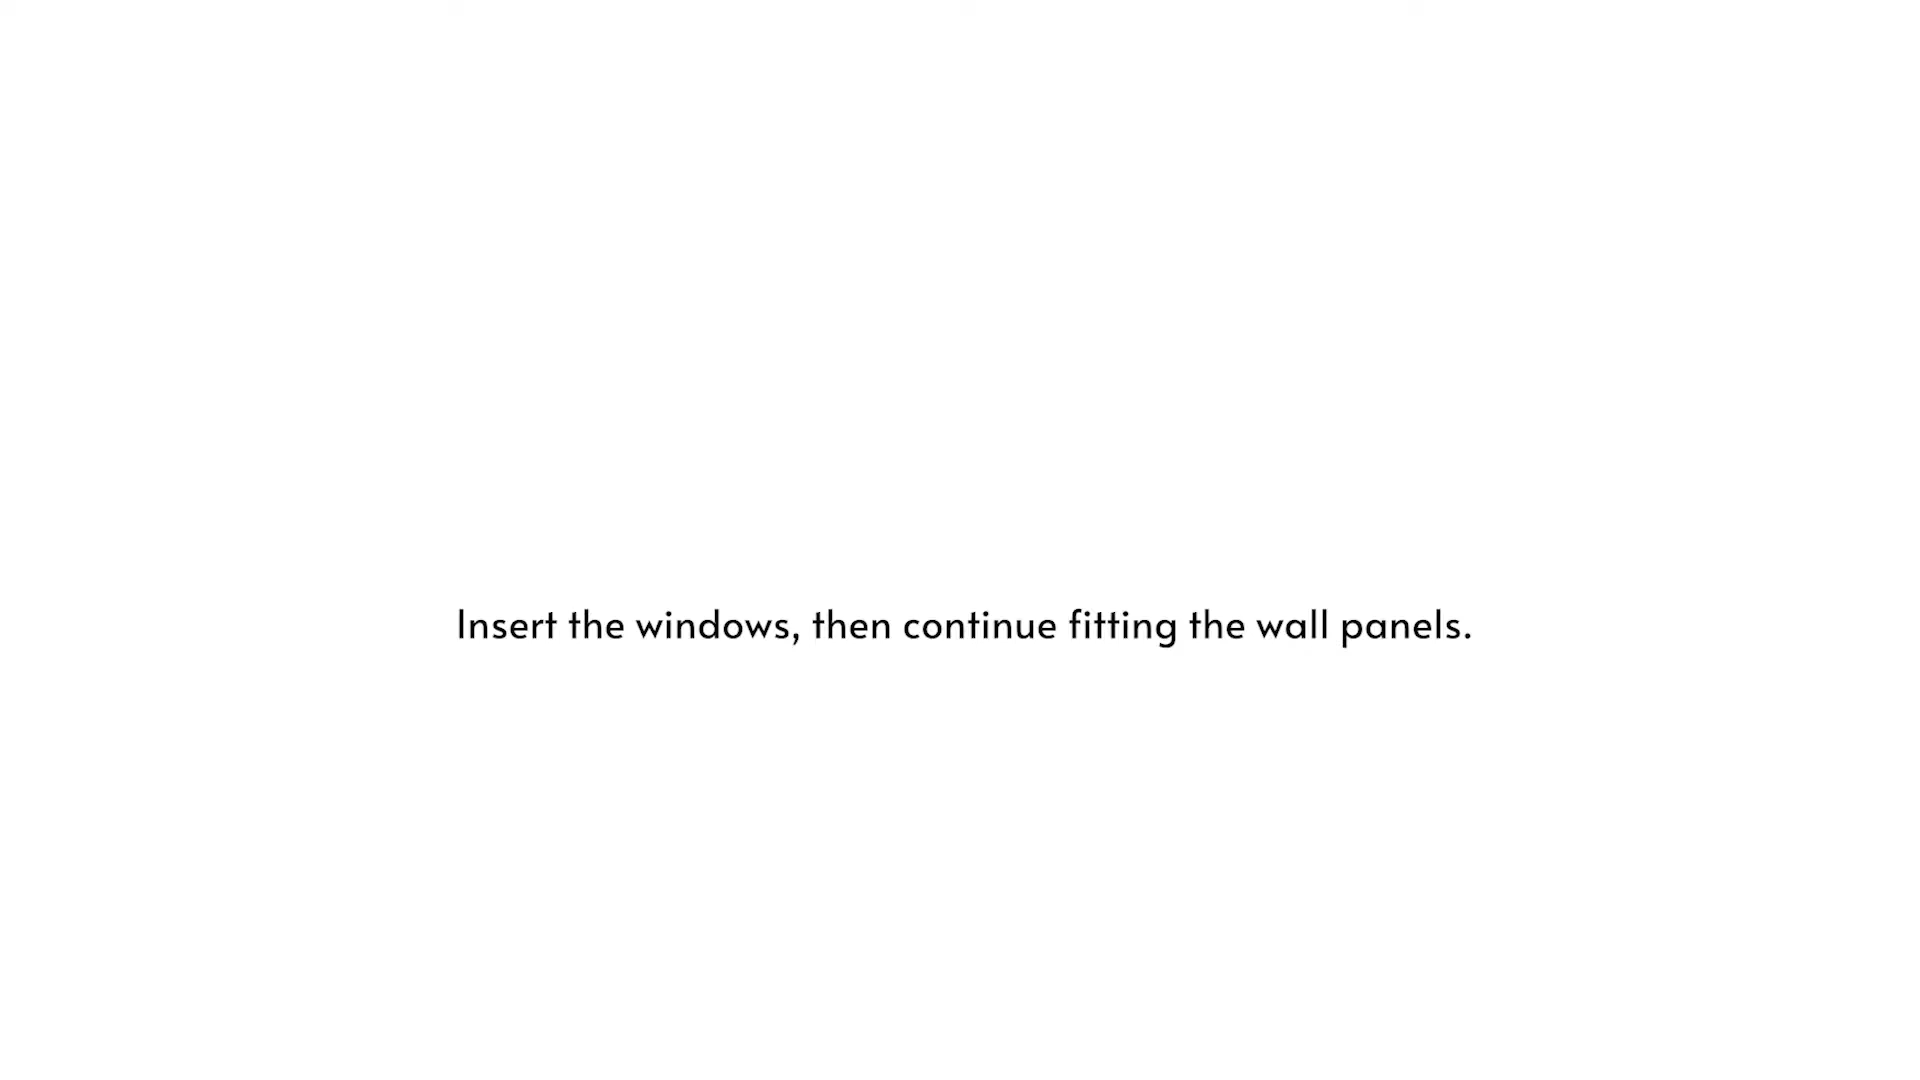 Insert the windows, then continue fitting the wall panels.